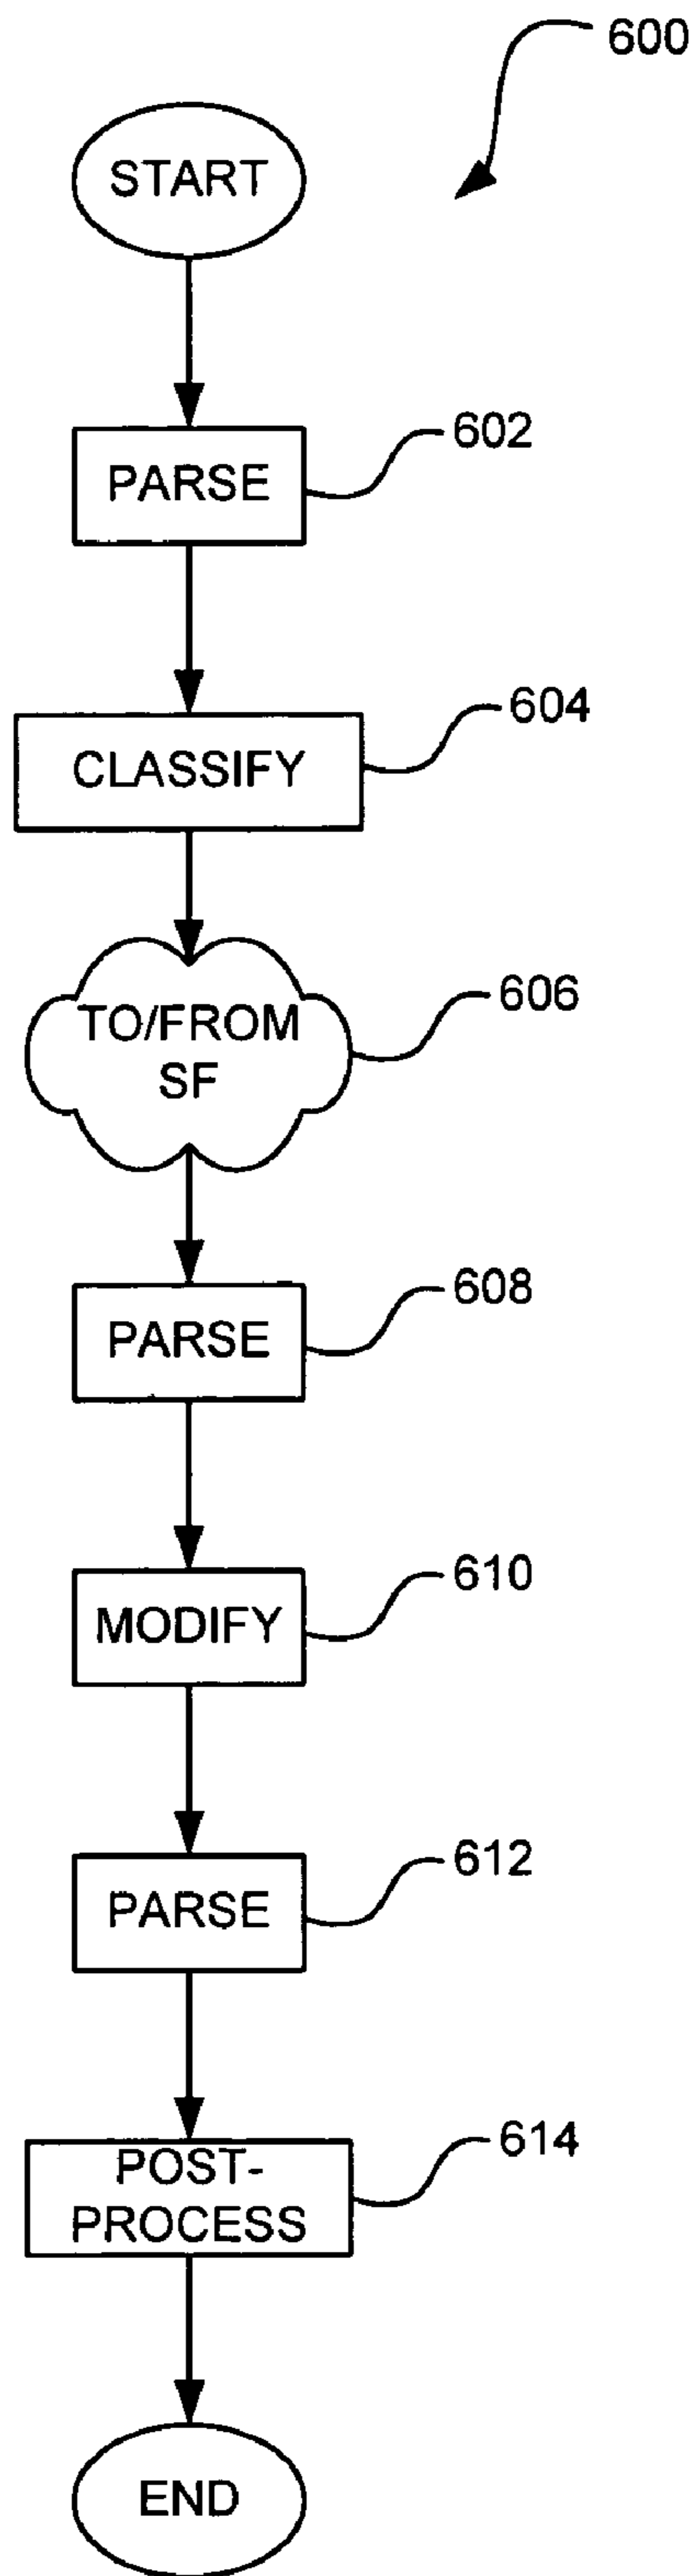 600
START
602
PARSE
604
CLASSIFY
606
TO/FROM
SF
608
PARSE
610
MODIFY
612
PARSE
614
POST-
PROCESS
END